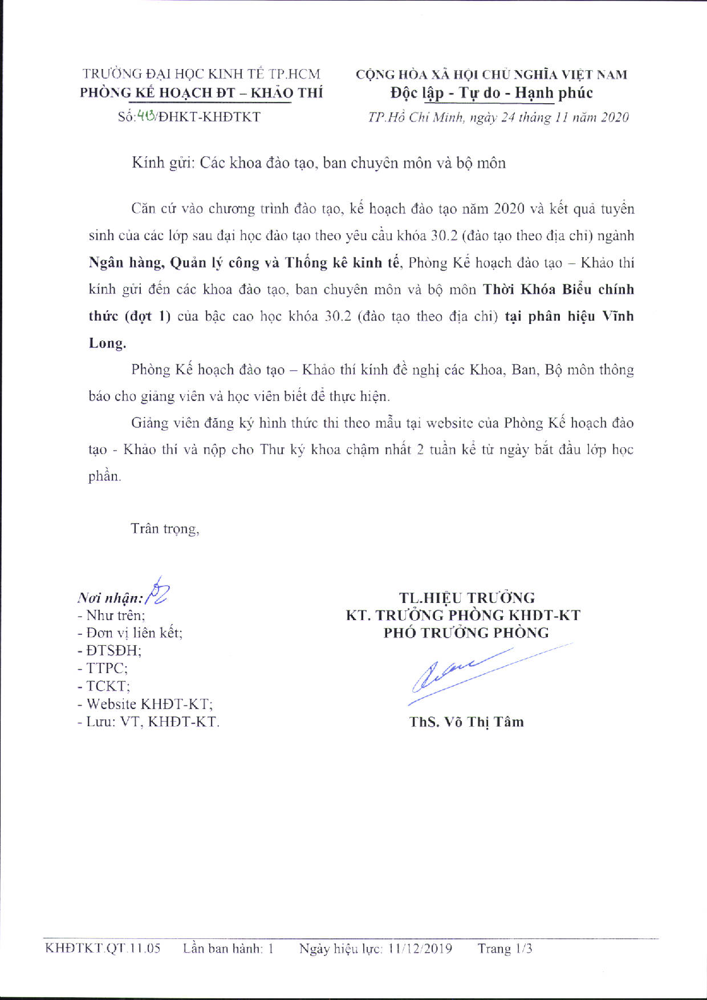 TRƯỜNG ĐẠI HỌC KINH TẾ TP.HCM
PHÒNG KẾ HOẠCH ĐT – KHẢO THÍ
Số:413/ĐHKT-KHĐTKT
CỘNG HÒA XÃ HỘI CHỦ NGHĨA VIỆT NAM
Độc lập - Tự do - Hạnh phúc
TP.Hồ Chí Minh, ngày 24 tháng 11 năm 2020
Kính gửi: Các khoa đào tạo, ban chuyên môn và bộ môn
Căn cứ vào chương trình đào tạo, kế hoạch đào tạo năm 2020 và kết quả tuyển
sinh của các lớp sau đại học đào tạo theo yêu cầu khóa 30.2 (đào tạo theo địa chỉ) ngành
Ngân hàng, Quản lý công và Thống kê kinh tế, Phòng Kế hoạch đào tạo – Khảo thí
kính gửi đến các khoa đào tạo, ban chuyên môn và bộ môn Thời Khóa Biểu chính
thức (đợt 1) của bậc cao học khóa 30.2 (đào tạo theo địa chỉ) tại phân hiệu Vĩnh
Long.
Phòng Kế hoạch đào tạo – Khảo thí kính đề nghị các Khoa, Ban, Bộ môn thông
báo cho giảng viên và học viên biết để thực hiện.
Giảng viên đăng ký hình thức thi theo mẫu tại website của Phòng Kế hoạch đào
tạo - Khảo thí và nộp cho Thư ký khoa chậm nhất 2 tuần kể từ ngày bắt đầu lớp học
phần.
Trân trọng,
Nơi nhận:
- Như trên;
- Đơn vị liên kết;
- ĐTSĐH;
- TTPC;
- TCKT;
- Website KHĐT-KT;
- Lưu: VT, KHĐT-KT.
TL.HIỆU TRƯỞNG
KT. TRƯỞNG PHÒNG KHDT-KT
PHÓ TRƯỞNG PHÒNG
ThS. Võ Thị Tâm
KHĐTKT.QT.11.05 Lần ban hành: 1 Ngày hiệu lực: 11/12/2019 Trang 1/3